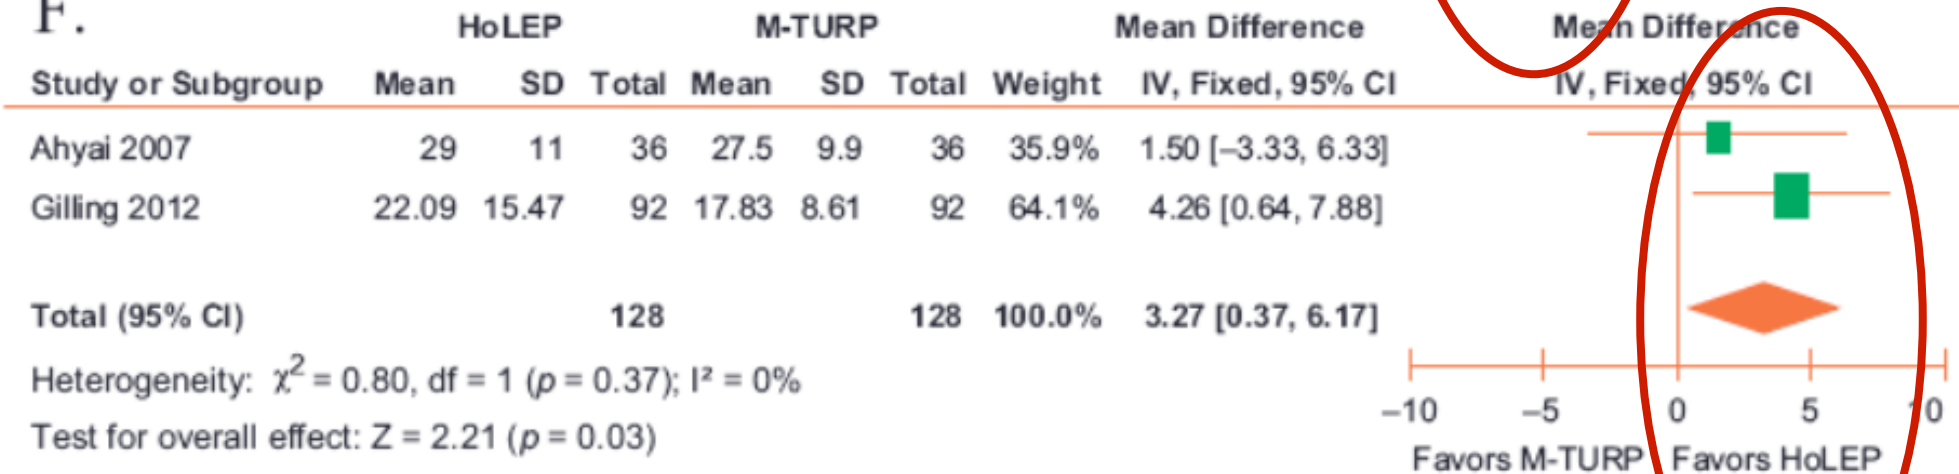 F.
HoLEP M-TURP Mean Difference Mean Difference
Study or Subgroup Mean SD Total Mean SD Total Weight IV, Fixed, 95% CI IV, Fixed, 95% CI
Ahyai 2007 29 11 36 27.5 9.9 36 35.9% 1.50 [–3.33, 6.33]
Gilling 2012 22.09 15.47 92 17.83 8.61 92 64.1% 4.26 [0.64, 7.88]
Total (95% CI) 128 128 100.0% 3.27 [0.37, 6.17]
Heterogeneity: χ² = 0.80, df = 1 (p = 0.37); I² = 0%
–10 –5 0 5 10
Test for overall effect: Z = 2.21 (p = 0.03)
Favors M-TURP Favors HoLEP